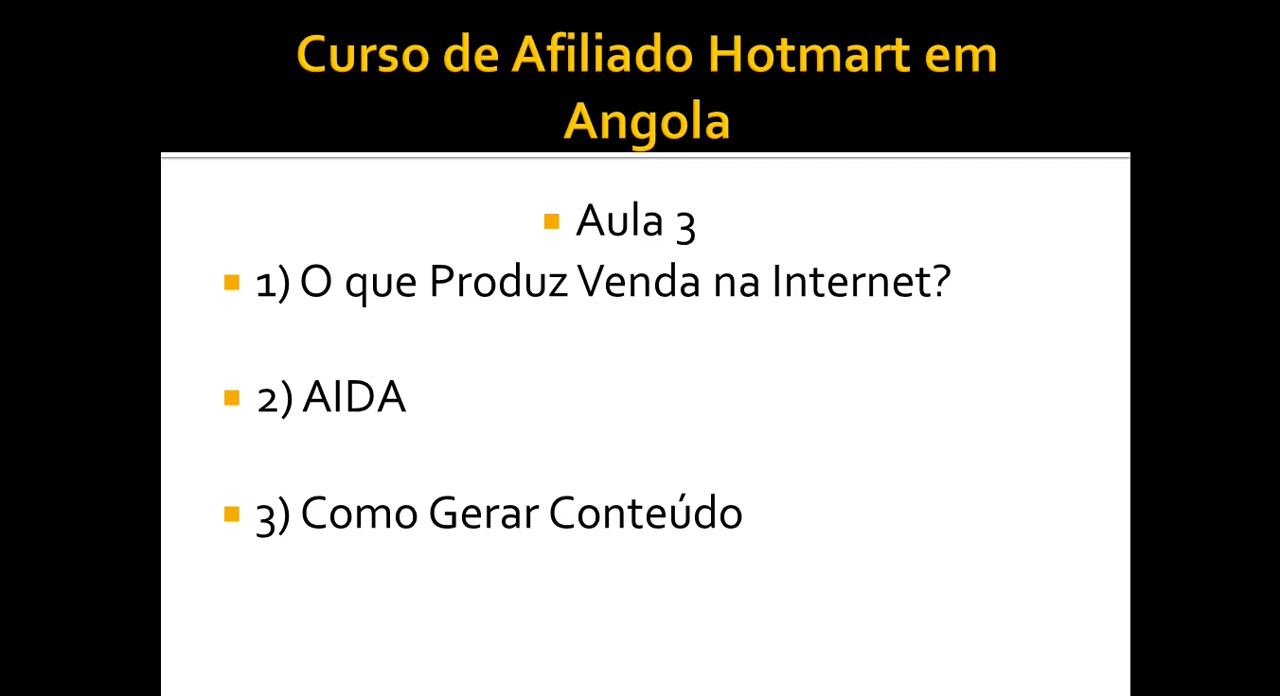 Curso de Afiliado Hotmart em
Angola
Aula 3
1) O que Produz Venda na Internet?
2) AIDA
3) Como Gerar Conteúdo